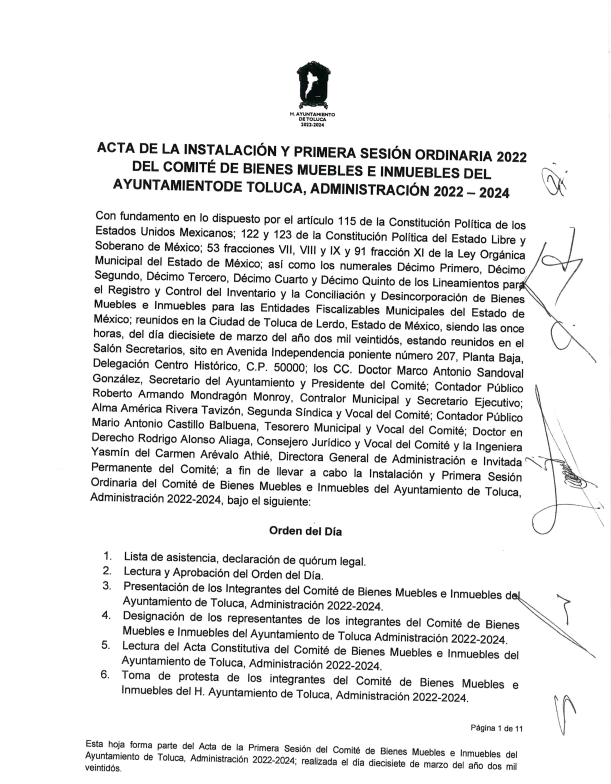 H. AYUNTAMIENTO
DE TOLUCA
2022-2024
ACTA DE LA INSTALACIÓN Y PRIMERA SESIÓN ORDINARIA 2022
DEL COMITÉ DE BIENES MUEBLES E INMUEBLES DEL
AYUNTAMIENTODE TOLUCA, ADMINISTRACIÓN 2022 – 2024
Con fundamento en lo dispuesto por el artículo 115 de la Constitución Política de los
Estados Unidos Mexicanos; 122 y 123 de la Constitución Política del Estado Libre y
Soberano de México; 53 fracciones VII, VIII y IX y 91 fracción XI de la Ley Orgánica
Municipal del Estado de México; así como los numerales Décimo Primero, Décimo
Segundo, Décimo Tercero, Décimo Cuarto y Décimo Quinto de los Lineamientos para
el Registro y Control del Inventario y la Conciliación y Desincorporación de Bienes
Muebles e Inmuebles para las Entidades Fiscalizables Municipales del Estado de
México; reunidos en la Ciudad de Toluca de Lerdo, Estado de México, siendo las once
horas, del día diecisiete de marzo del año dos mil veintidós, estando reunidos en el
Salón Secretarios, sito en Avenida Independencia poniente número 207, Planta Baja,
Delegación Centro Histórico, C.P. 50000; los CC. Doctor Marco Antonio Sandoval
González, Secretario del Ayuntamiento y Presidente del Comité; Contador Público
Roberto Armando Mondragón Monroy, Contralor Municipal y Secretario Ejecutivo;
Alma América Rivera Tavizón, Segunda Síndica y Vocal del Comité; Contador Público
Mario Antonio Castillo Balbuena, Tesorero Municipal y Vocal del Comité; Doctor en
Derecho Rodrigo Alonso Aliaga, Consejero Jurídico y Vocal del Comité y la Ingeniera
Yasmín del Carmen Arévalo Athié, Directora General de Administración e Invitada
Permanente del Comité; a fin de llevar a cabo la Instalación y Primera Sesión
Ordinaria del Comité de Bienes Muebles e Inmuebles del Ayuntamiento de Toluca,
Administración 2022-2024, bajo el siguiente:
Orden del Día
1. Lista de asistencia, declaración de quórum legal.
2. Lectura y Aprobación del Orden del Día.
3. Presentación de los Integrantes del Comité de Bienes Muebles e Inmuebles del
Ayuntamiento de Toluca, Administración 2022-2024.
4. Designación de los representantes de los integrantes del Comité de Bienes
Muebles e Inmuebles del Ayuntamiento de Toluca Administración 2022-2024.
5. Lectura del Acta Constitutiva del Comité de Bienes Muebles e Inmuebles del
Ayuntamiento de Toluca, Administración 2022-2024.
6. Toma de protesta de los integrantes del Comité de Bienes Muebles e
Inmuebles del H. Ayuntamiento de Toluca, Administración 2022-2024.
Página 1 de 11
Esta hoja forma parte del Acta de la Primera Sesión del Comité de Bienes Muebles e Inmuebles del
Ayuntamiento de Toluca, Administración 2022-2024; realizada el día diecisiete de marzo del año dos mil
veintidós.